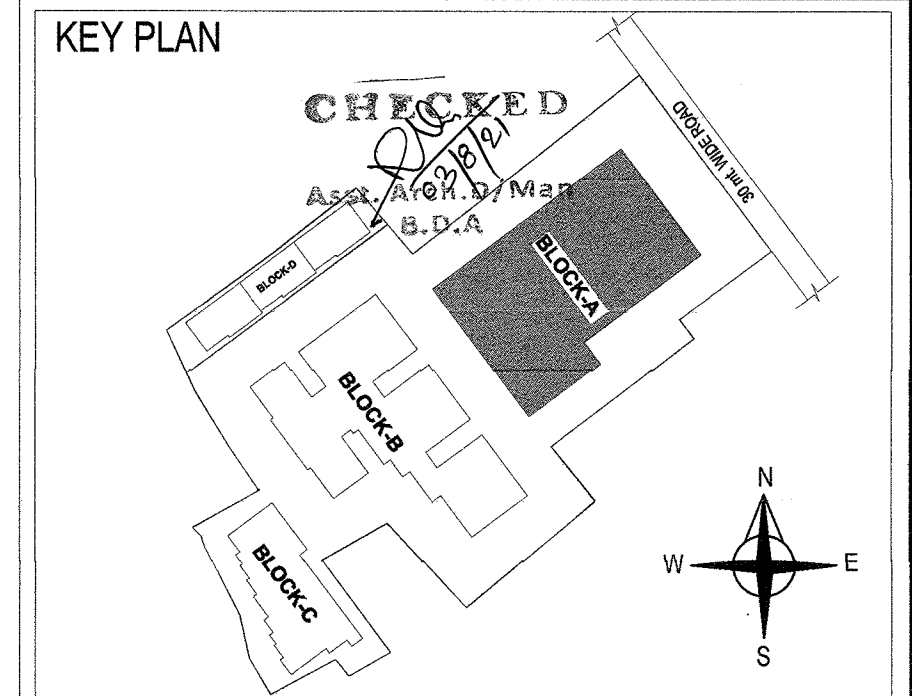 KEY PLAN
CHECKED
03/8/21
Asst. Arch. D/Man
B.D.A
30 mt. WIDE ROAD
BLOCK-A
BLOCK-D
BLOCK-B
BLOCK-C
N
W
E
S